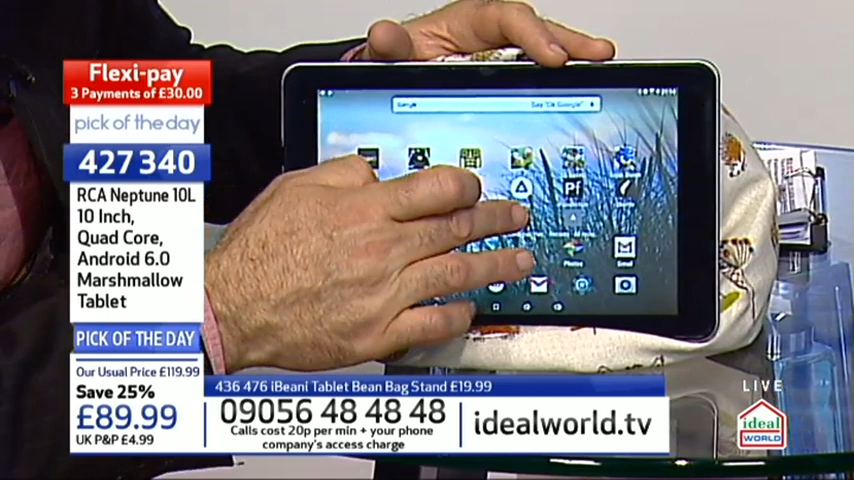 Flexi-pay
3 Payments of £30.00
pick of the day
427 340
RCA Neptune 10L
10 Inch,
Quad Core,
Android 6.0
Marshmallow
Tablet
PICK OF THE DAY
Our Usual Price £119.99
Save 25%
£89.99
UK P&P £4.99
436 476 iBeani Tablet Bean Bag Stand £19.99
09056 48 48 48
Calls cost 20p per min + your phone
company's access charge
idealworld.tv
LIVE
ideal
WORLD
Google
Say "Ok Google"
Pf
Photos
Gmail